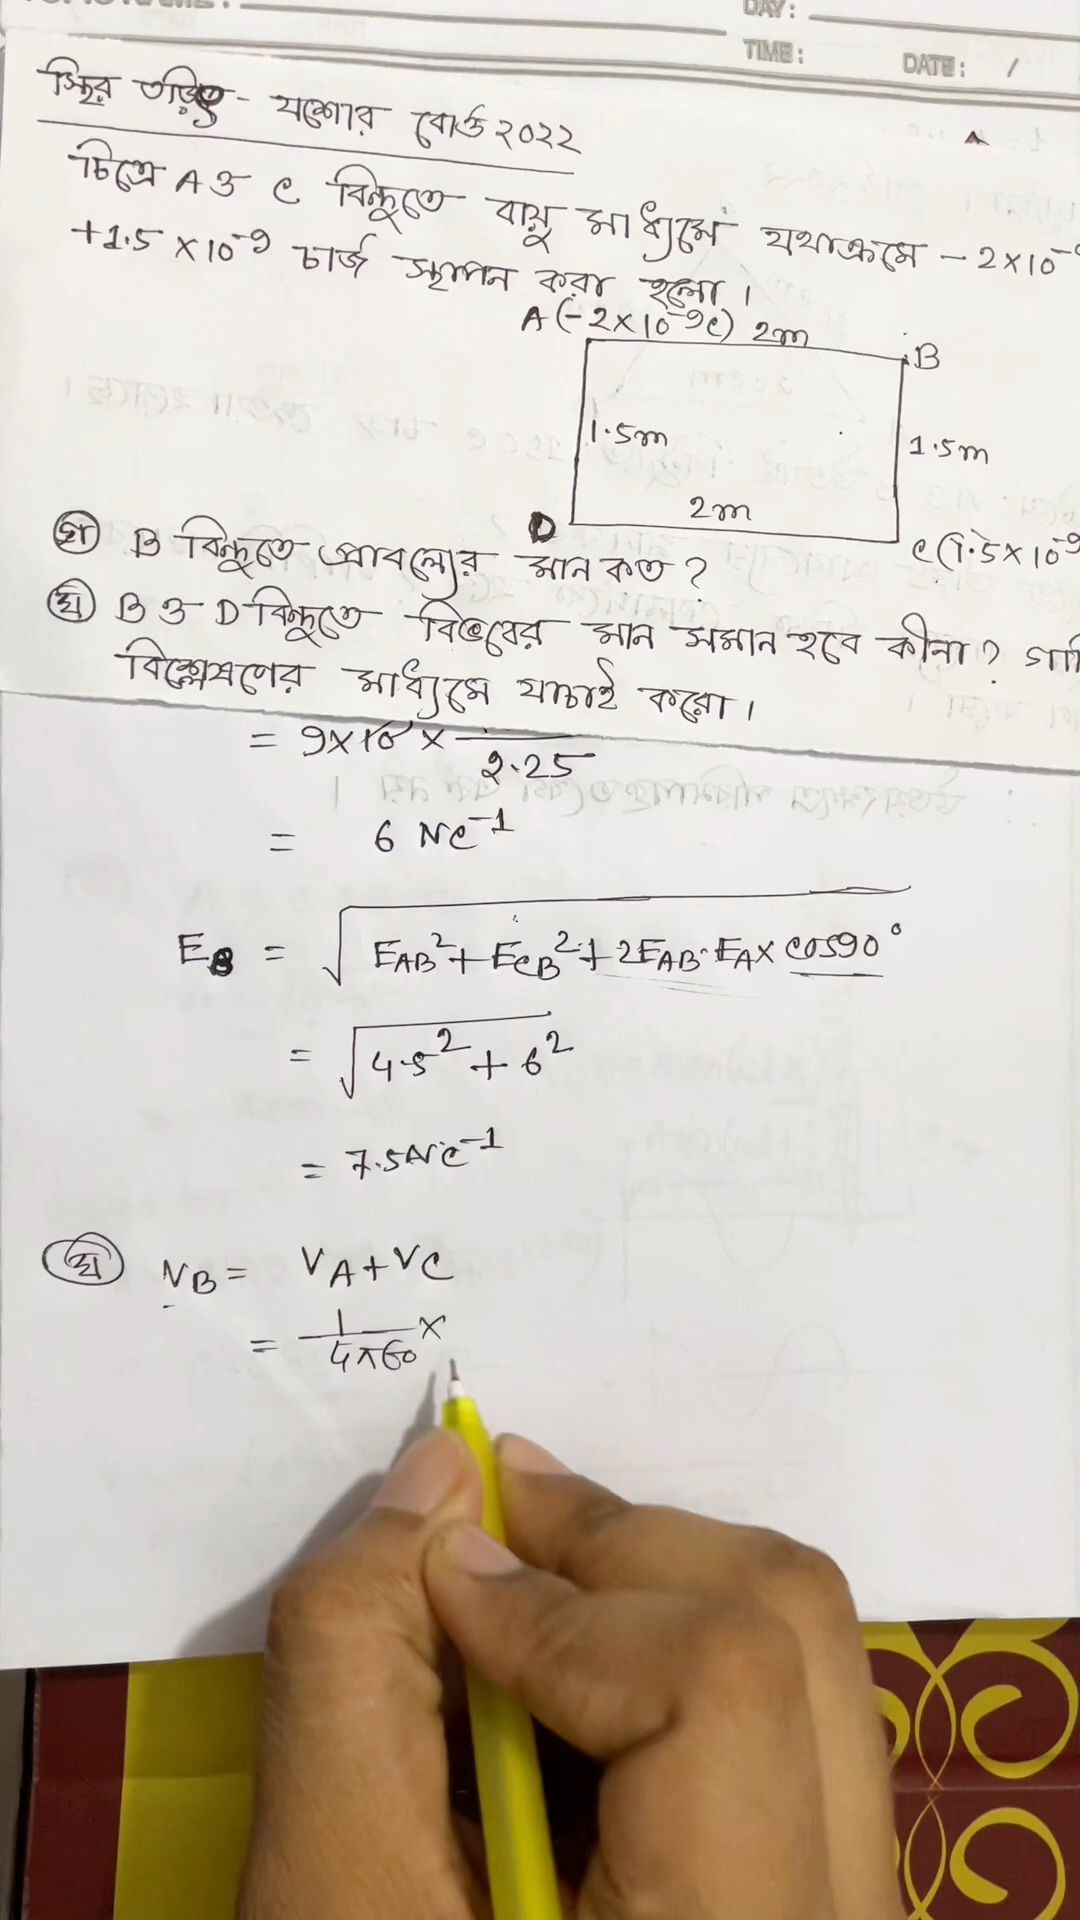 DAY:
TIME: DATE: /
স্থির তড়িৎ - যশোর বোর্ড ২০২২
চিত্রে A ও C বিন্দুতে বায়ু মাধ্যমে যথাক্রমে -2×10⁻⁹
+1.5×10⁻⁹ চার্জ স্থাপন করা হলো।
A(-2×10⁻⁹C) 2m
B
1.5m
1.5m
2m
D
C(1.5×10⁻⁹
গ B বিন্দুতে প্রাবল্যের মান কত?
ঘ B ও D বিন্দুতে বিভবের মান সমান হবে কীনা? গাণি
বিশ্লেষণের মাধ্যমে যাচাই করো।
= 9×10⁹ ×
2.25
= 6 NC⁻¹
E_B = √(E_AB² + E_CB² + 2E_AB.E_A× cos90°
= √(4.5² + 6²
= 7.5NC⁻¹
ঘ V_B = V_A+V_C
= 1/4πϵ₀ ×